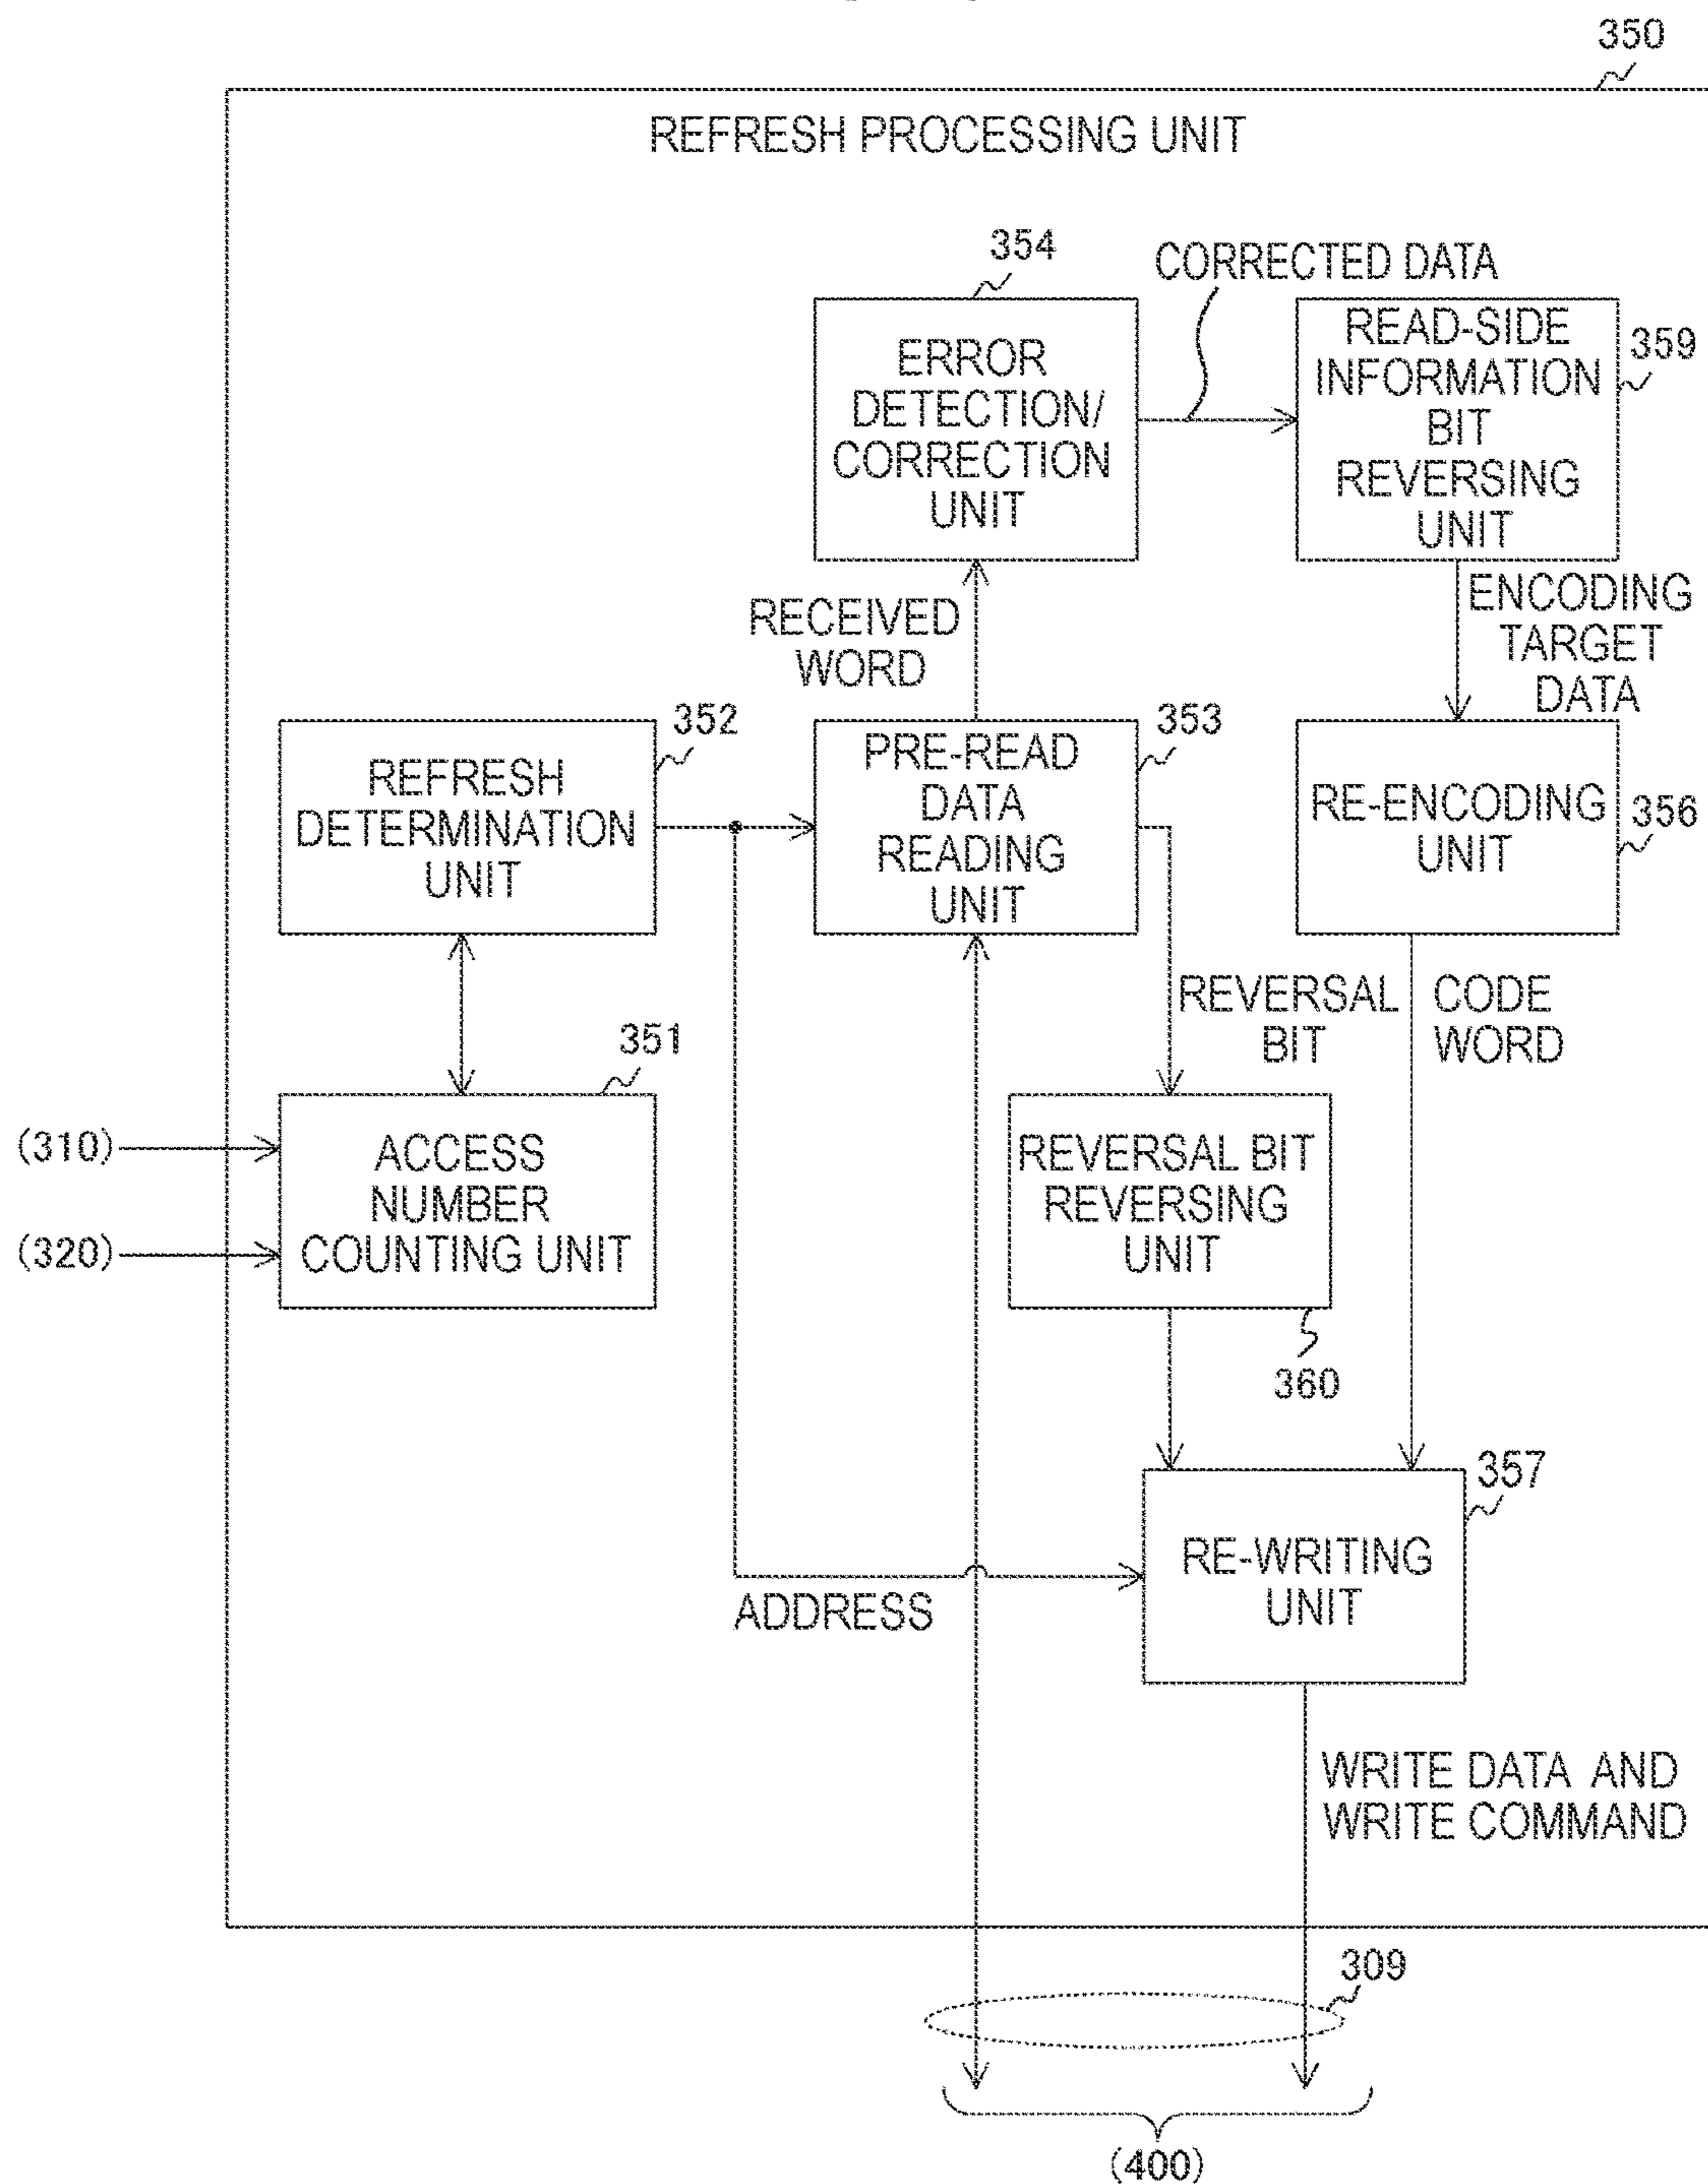 350
REFRESH PROCESSING UNIT
354
CORRECTED DATA
ERROR
DETECTION/
CORRECTION
UNIT
READ-SIDE
INFORMATION
BIT
REVERSING
UNIT
359
RECEIVED
WORD
ENCODING
TARGET
DATA
352
REFRESH
DETERMINATION
UNIT
353
PRE-READ
DATA
READING
UNIT
RE-ENCODING
UNIT
356
REVERSAL
BIT
CODE
WORD
351
(310)
(320)
ACCESS
NUMBER
COUNTING UNIT
REVERSAL BIT
REVERSING
UNIT
360
357
RE-WRITING
UNIT
ADDRESS
WRITE DATA AND
WRITE COMMAND
309
(400)